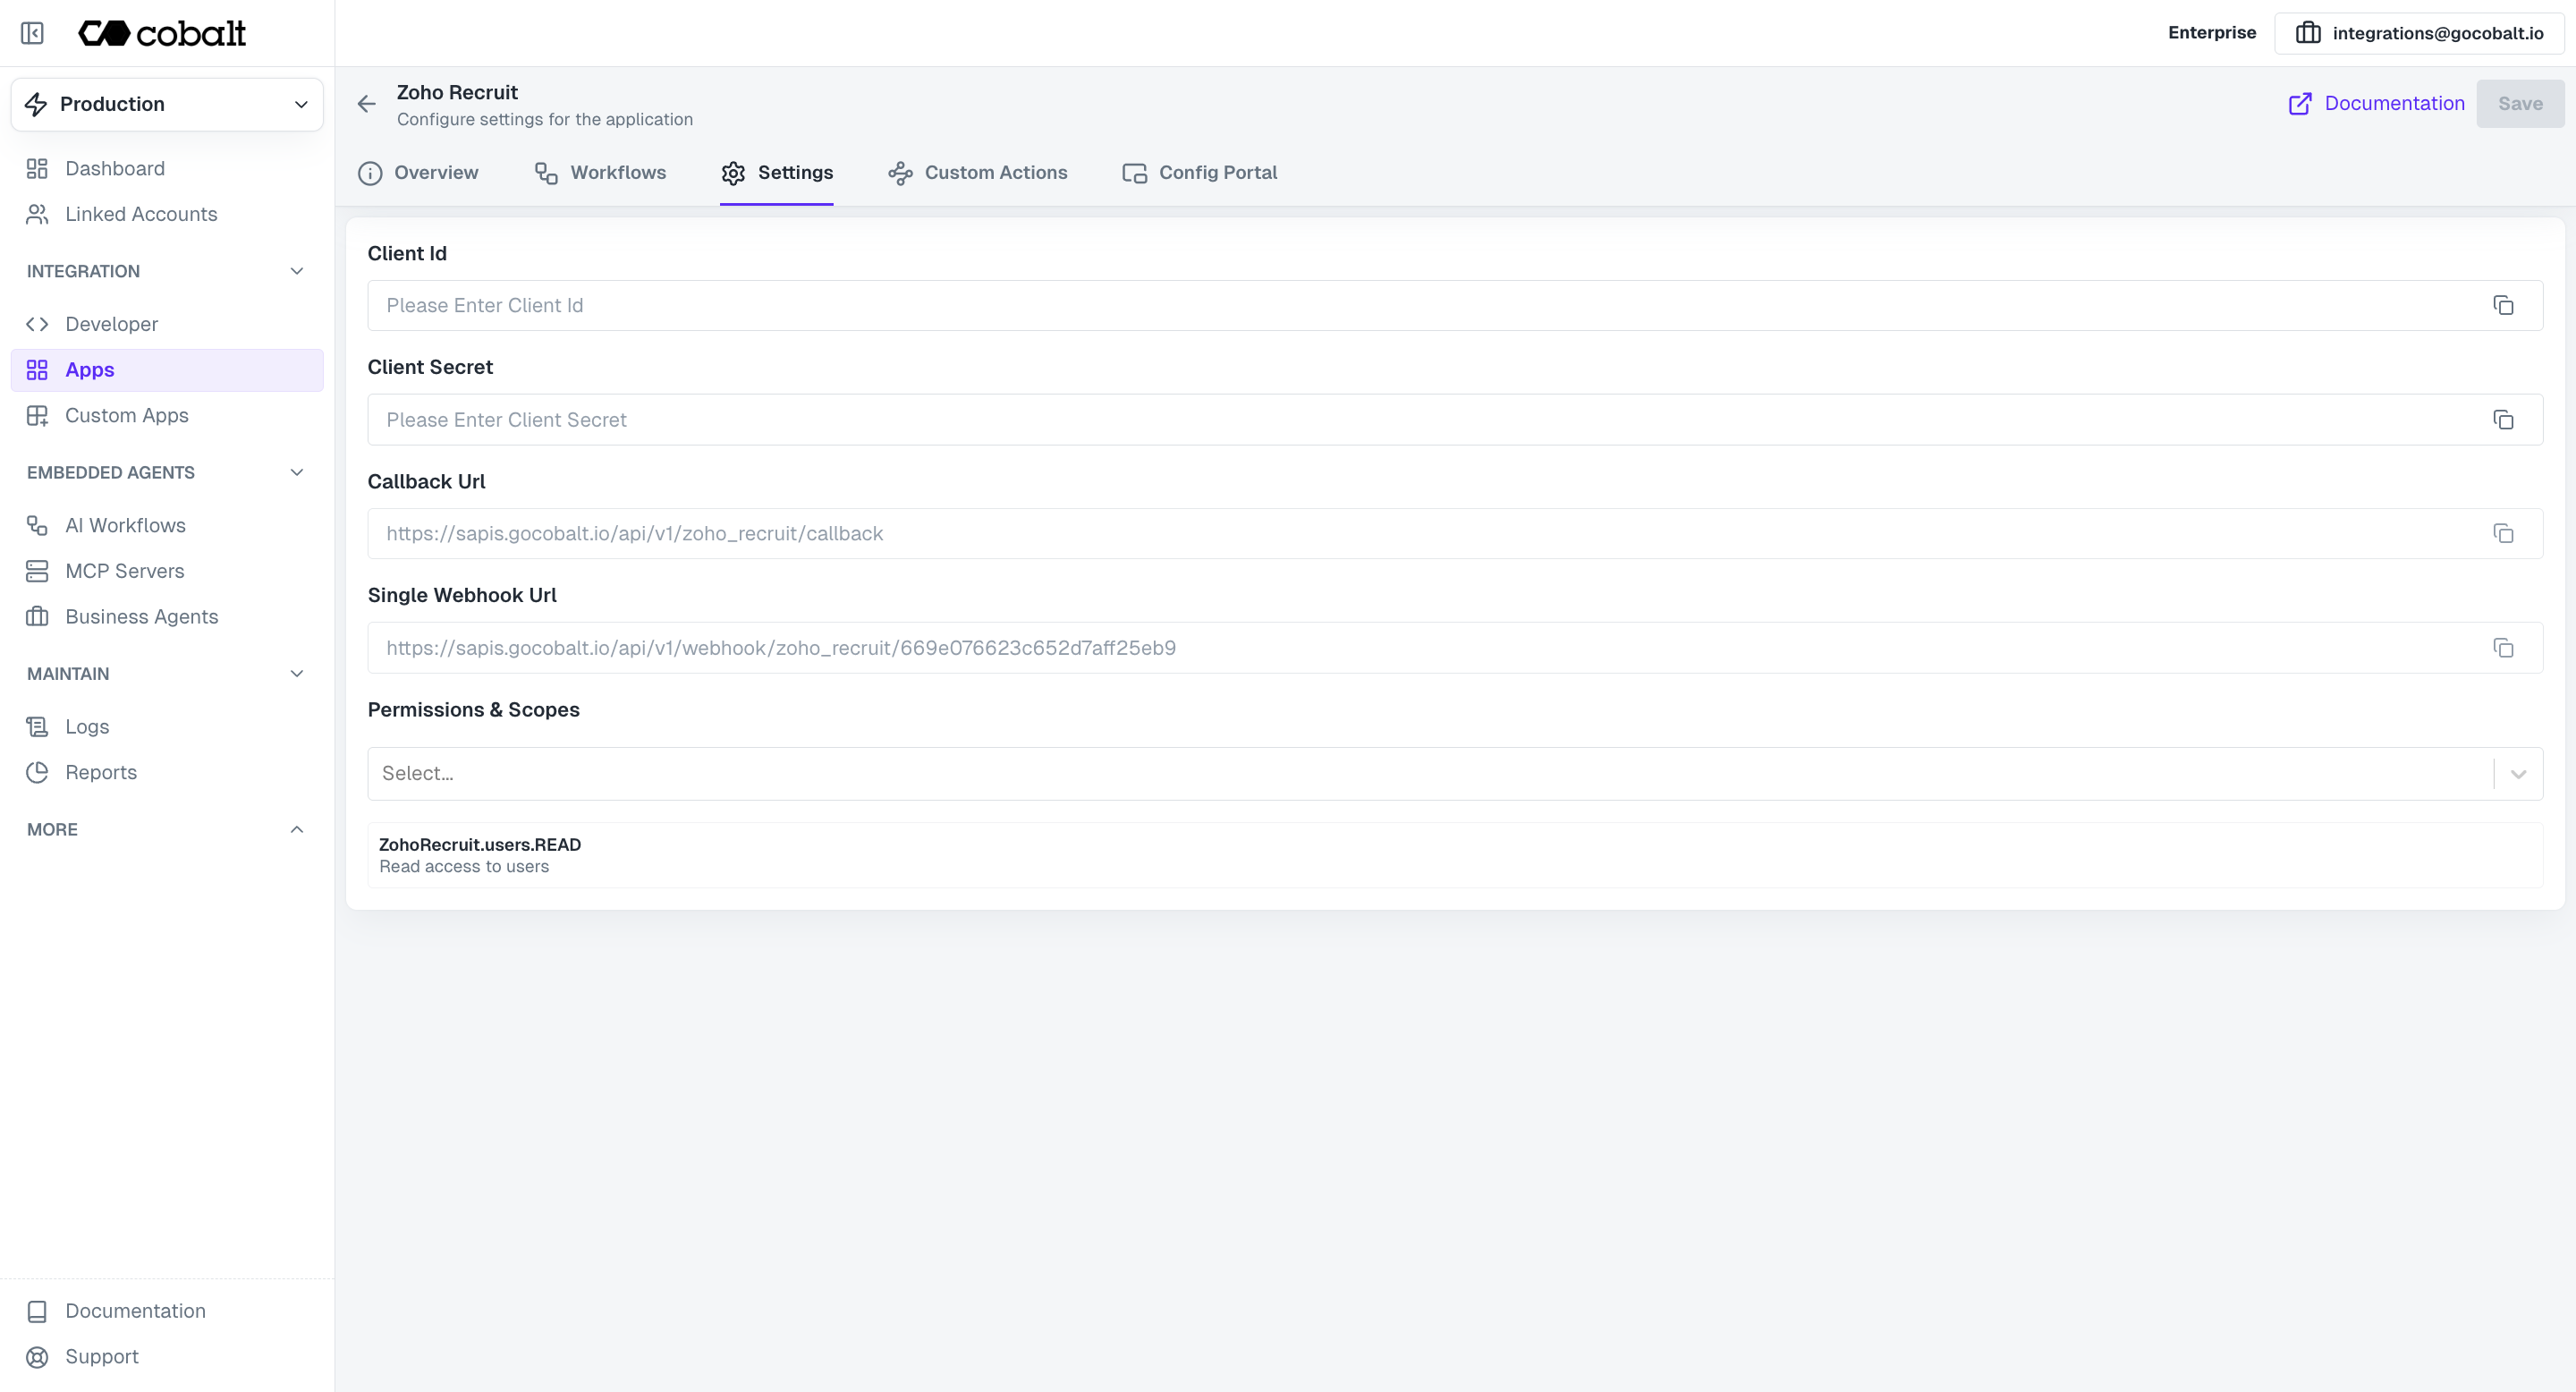 cobalt
Enterprise
integrations@gocobalt.io
Production
Dashboard
Linked Accounts
INTEGRATION
Developer
Apps
Custom Apps
EMBEDDED AGENTS
AI Workflows
MCP Servers
Business Agents
MAINTAIN
Logs
Reports
MORE
Documentation
Support
Zoho Recruit
Configure settings for the application
Documentation
Save
Overview
Workflows
Settings
Custom Actions
Config Portal
Client Id
Please Enter Client Id
Client Secret
Please Enter Client Secret
Callback Url
https://sapis.gocobalt.io/api/v1/zoho_recruit/callback
Single Webhook Url
https://sapis.gocobalt.io/api/v1/webhook/zoho_recruit/669e076623c652d7aff25eb9
Permissions & Scopes
Select...
ZohoRecruit.users.READ
Read access to users